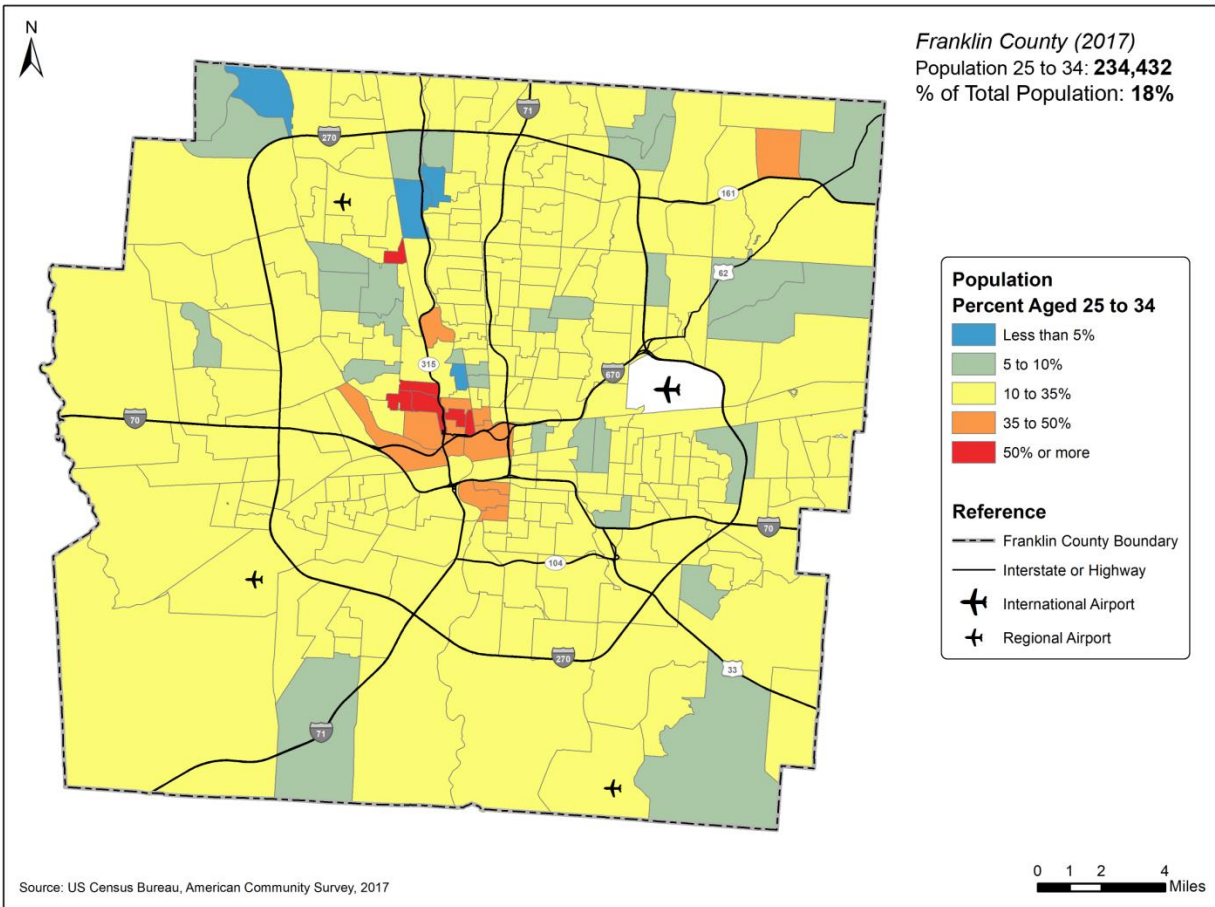 N
Franklin County (2017)
Population 25 to 34: 234,432
% of Total Population: 18%
71
270
161
62
315
670
70
70
104
270
33
71
Population
Percent Aged 25 to 34
Less than 5%
5 to 10%
10 to 35%
35 to 50%
50% or more
Reference
Franklin County Boundary
Interstate or Highway
International Airport
Regional Airport
Source: US Census Bureau, American Community Survey, 2017
0 1 2 4
Miles